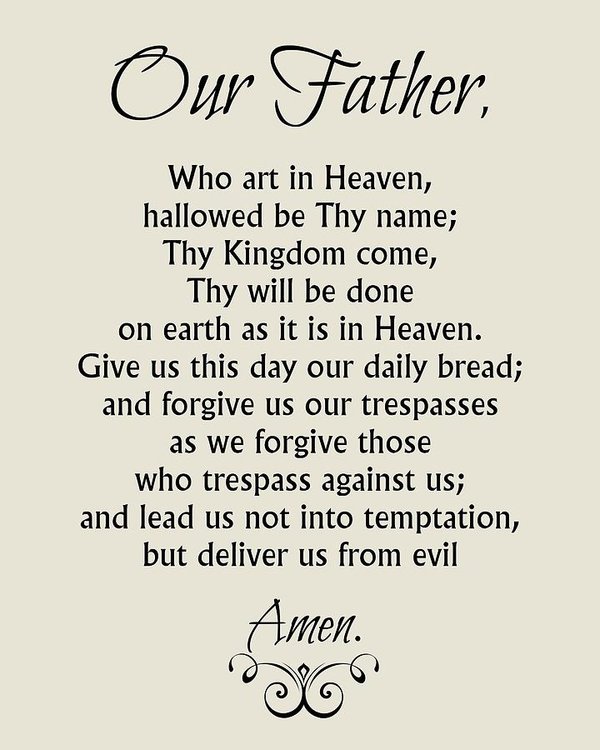 Our Father,
Who art in Heaven,
hallowed be Thy name;
Thy Kingdom come,
Thy will be done
on earth as it is in Heaven.
Give us this day our daily bread;
and forgive us our trespasses
as we forgive those
who trespass against us;
and lead us not into temptation,
but deliver us from evil
Amen.